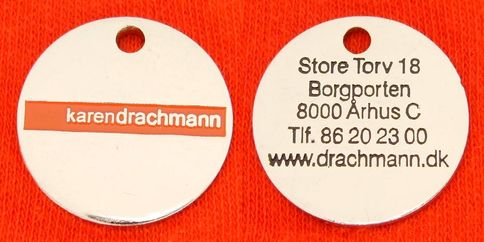 karendrachmann
Store Torv 18
Borgporten
8000 Århus C
Tlf. 86 20 23 00
www.drachmann.dk